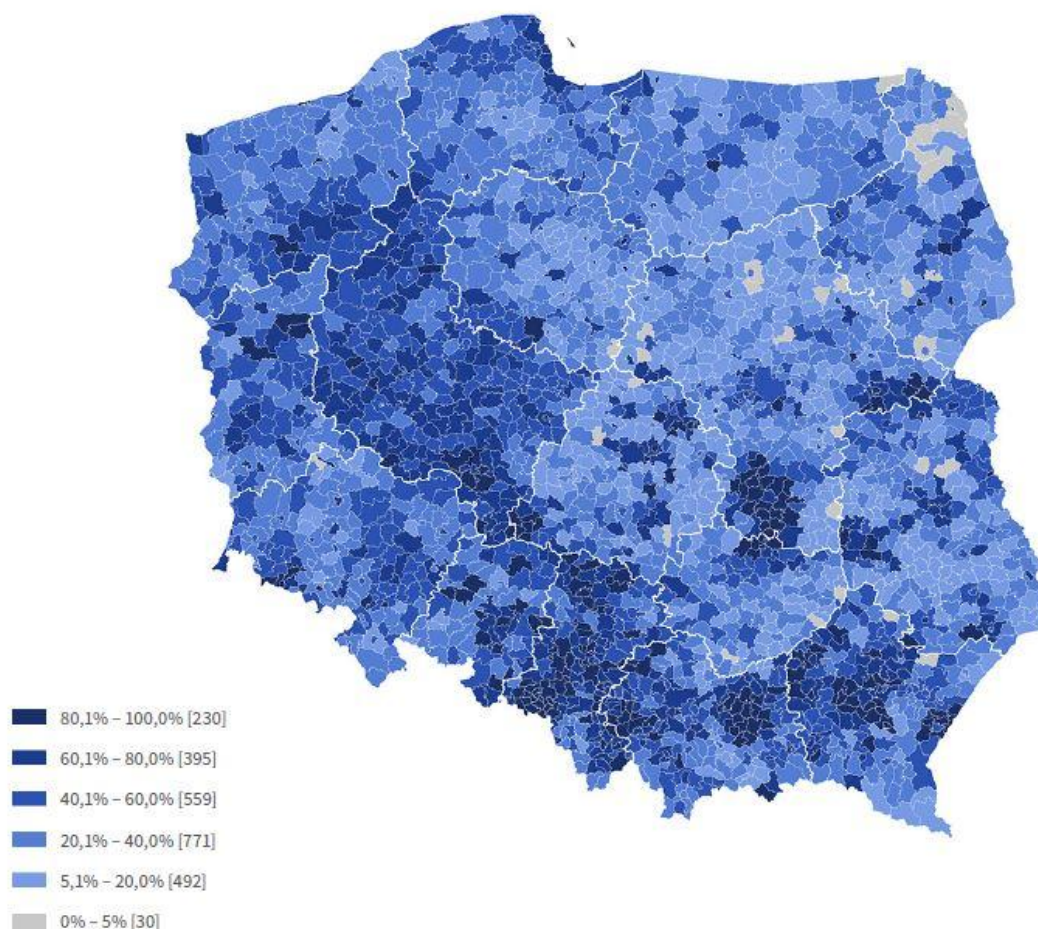 80,1% – 100,0% [230]
60,1% – 80,0% [395]
40,1% – 60,0% [559]
20,1% – 40,0% [771]
5,1% – 20,0% [492]
0% – 5% [30]